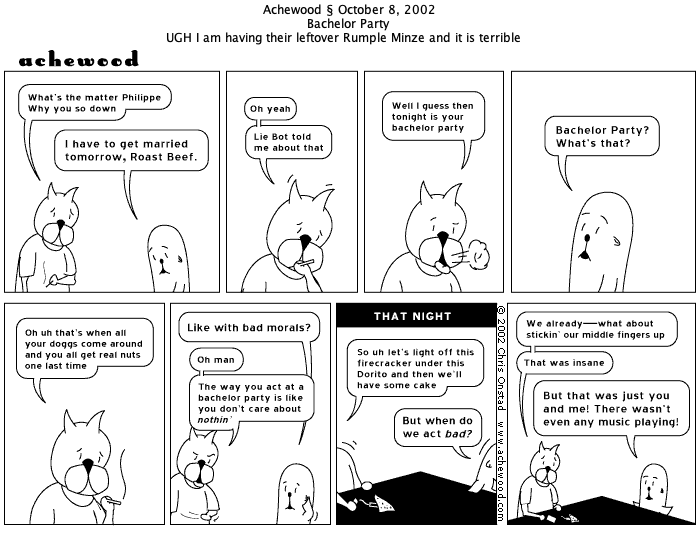 Achewood § October 8, 2002
Bachelor Party
UGH I am having their leftover Rumple Minze and it is terrible
achewood
What's the matter Philippe
Why you so down
I have to get married
tomorrow, Roast Beef.
Oh yeah
Lie Bot told
me about that
Well I guess then
tonight is your
bachelor party
Bachelor Party?
What's that?
Oh uh that's when all
your doggs come around
and you all get real nuts
one last time
Like with bad morals?
Oh man
The way you act at a
bachelor party is like
you don't care about
nothin'
THAT NIGHT
So uh let's light off this
firecracker under this
Dorito and then we'll
have some cake
But when do
we act bad?
© 2002 Chris Onstad www.achewood.com
We already—what about
stickin' our middle fingers up
That was insane
But that was just you
and me! There wasn't
even any music playing!